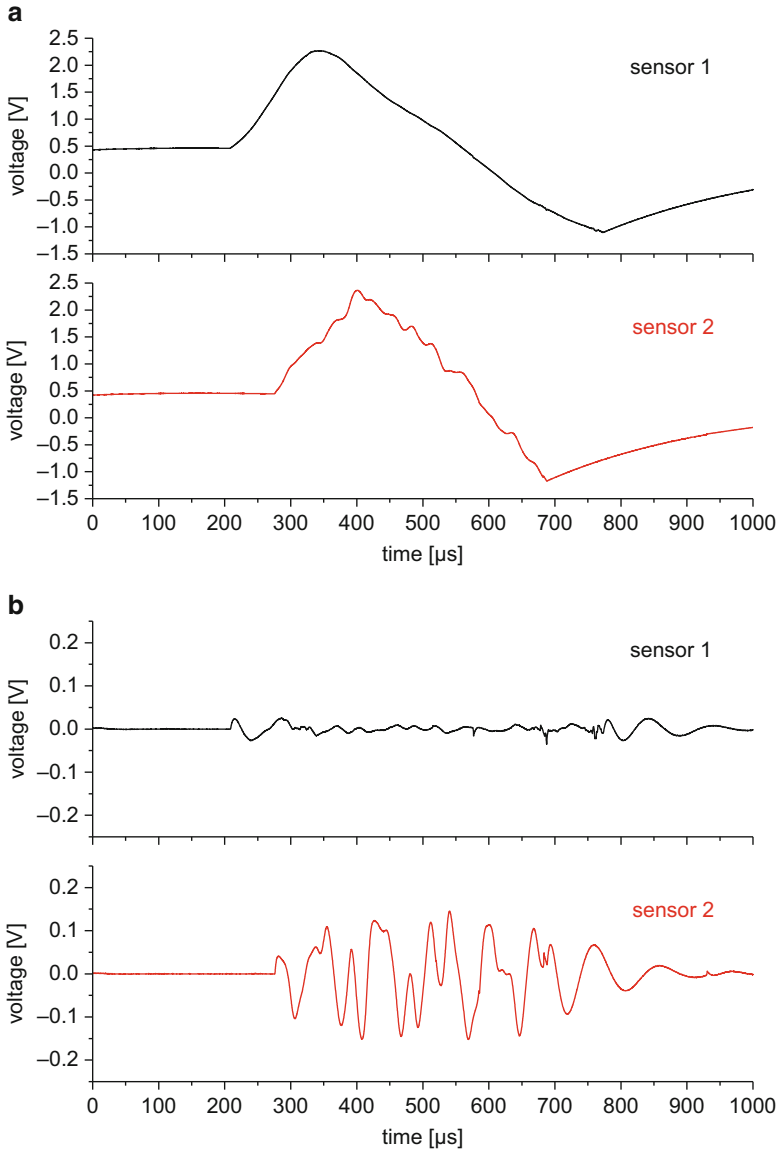 a
2.5
2.0
1.5
1.0
0.5
0.0
–0.5
–1.0
–1.5
voltage [V]
sensor 1
2.5
2.0
1.5
1.0
0.5
0.0
–0.5
–1.0
–1.5
voltage [V]
sensor 2
0 100 200 300 400 500 600 700 800 900 1000
time [µs]
b
0.2
0.1
0.0
–0.1
–0.2
voltage [V]
sensor 1
0.2
0.1
0.0
–0.1
–0.2
voltage [V]
sensor 2
0 100 200 300 400 500 600 700 800 900 1000
time [µs]